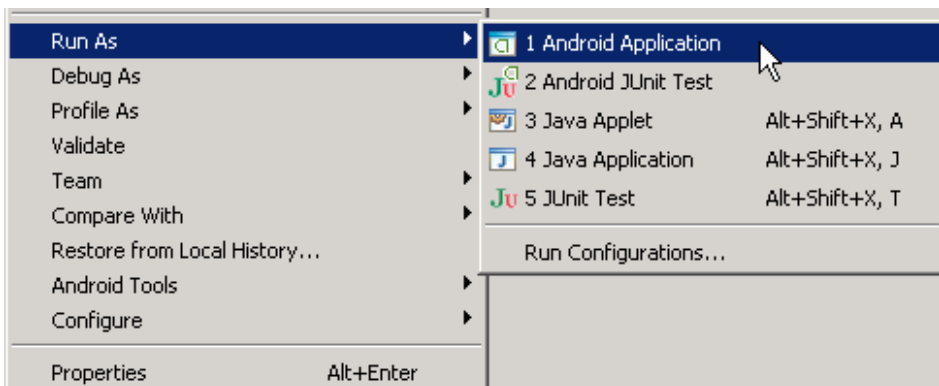 Run As
Debug As
Profile As
Validate
Team
Compare With
Restore from Local History...
Android Tools
Configure
Properties Alt+Enter
1 Android Application
Ju 2 Android JUnit Test
3 Java Applet Alt+Shift+X, A
J 4 Java Application Alt+Shift+X, J
Ju 5 JUnit Test Alt+Shift+X, T
Run Configurations...